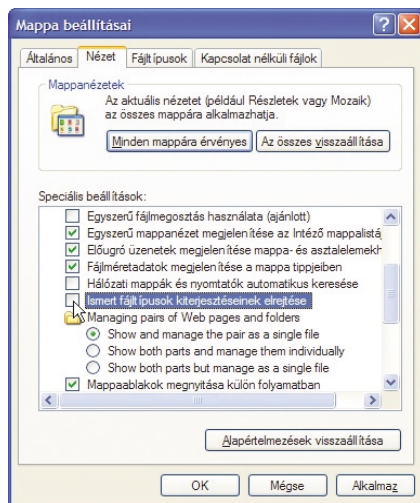 Mappa beállításai
Általános Nézet Fájltípusok Kapcsolat nélküli fájlok
Mappanézetek
Az aktuális nézetet (például Részletek vagy Mozaik)
az összes mappára alkalmazhatja.
Minden mappára érvényes Az összes visszaállítása
Speciális beállítások:
Egyszerű fájlmegosztás használata (ajánlott)
Egyszerű mappanézet megjelenítése az Intéző mappalistáj
Előugró üzenetek megjelenítése mappa- és asztalelemekh
Fájlméretadatok megjelenítése a mappa tippjeiben
Hálózati mappák és nyomtatók automatikus keresése
Ismert fájltípusok kiterjesztéseinek elrejtése
Managing pairs of Web pages and folders
Show and manage the pair as a single file
Show both parts and manage them individually
Show both parts but manage as a single file
Mappaablakok megnyitása külön folyamatban
Alapértelmezések visszaállítása
OK Mégse Alkalmaz